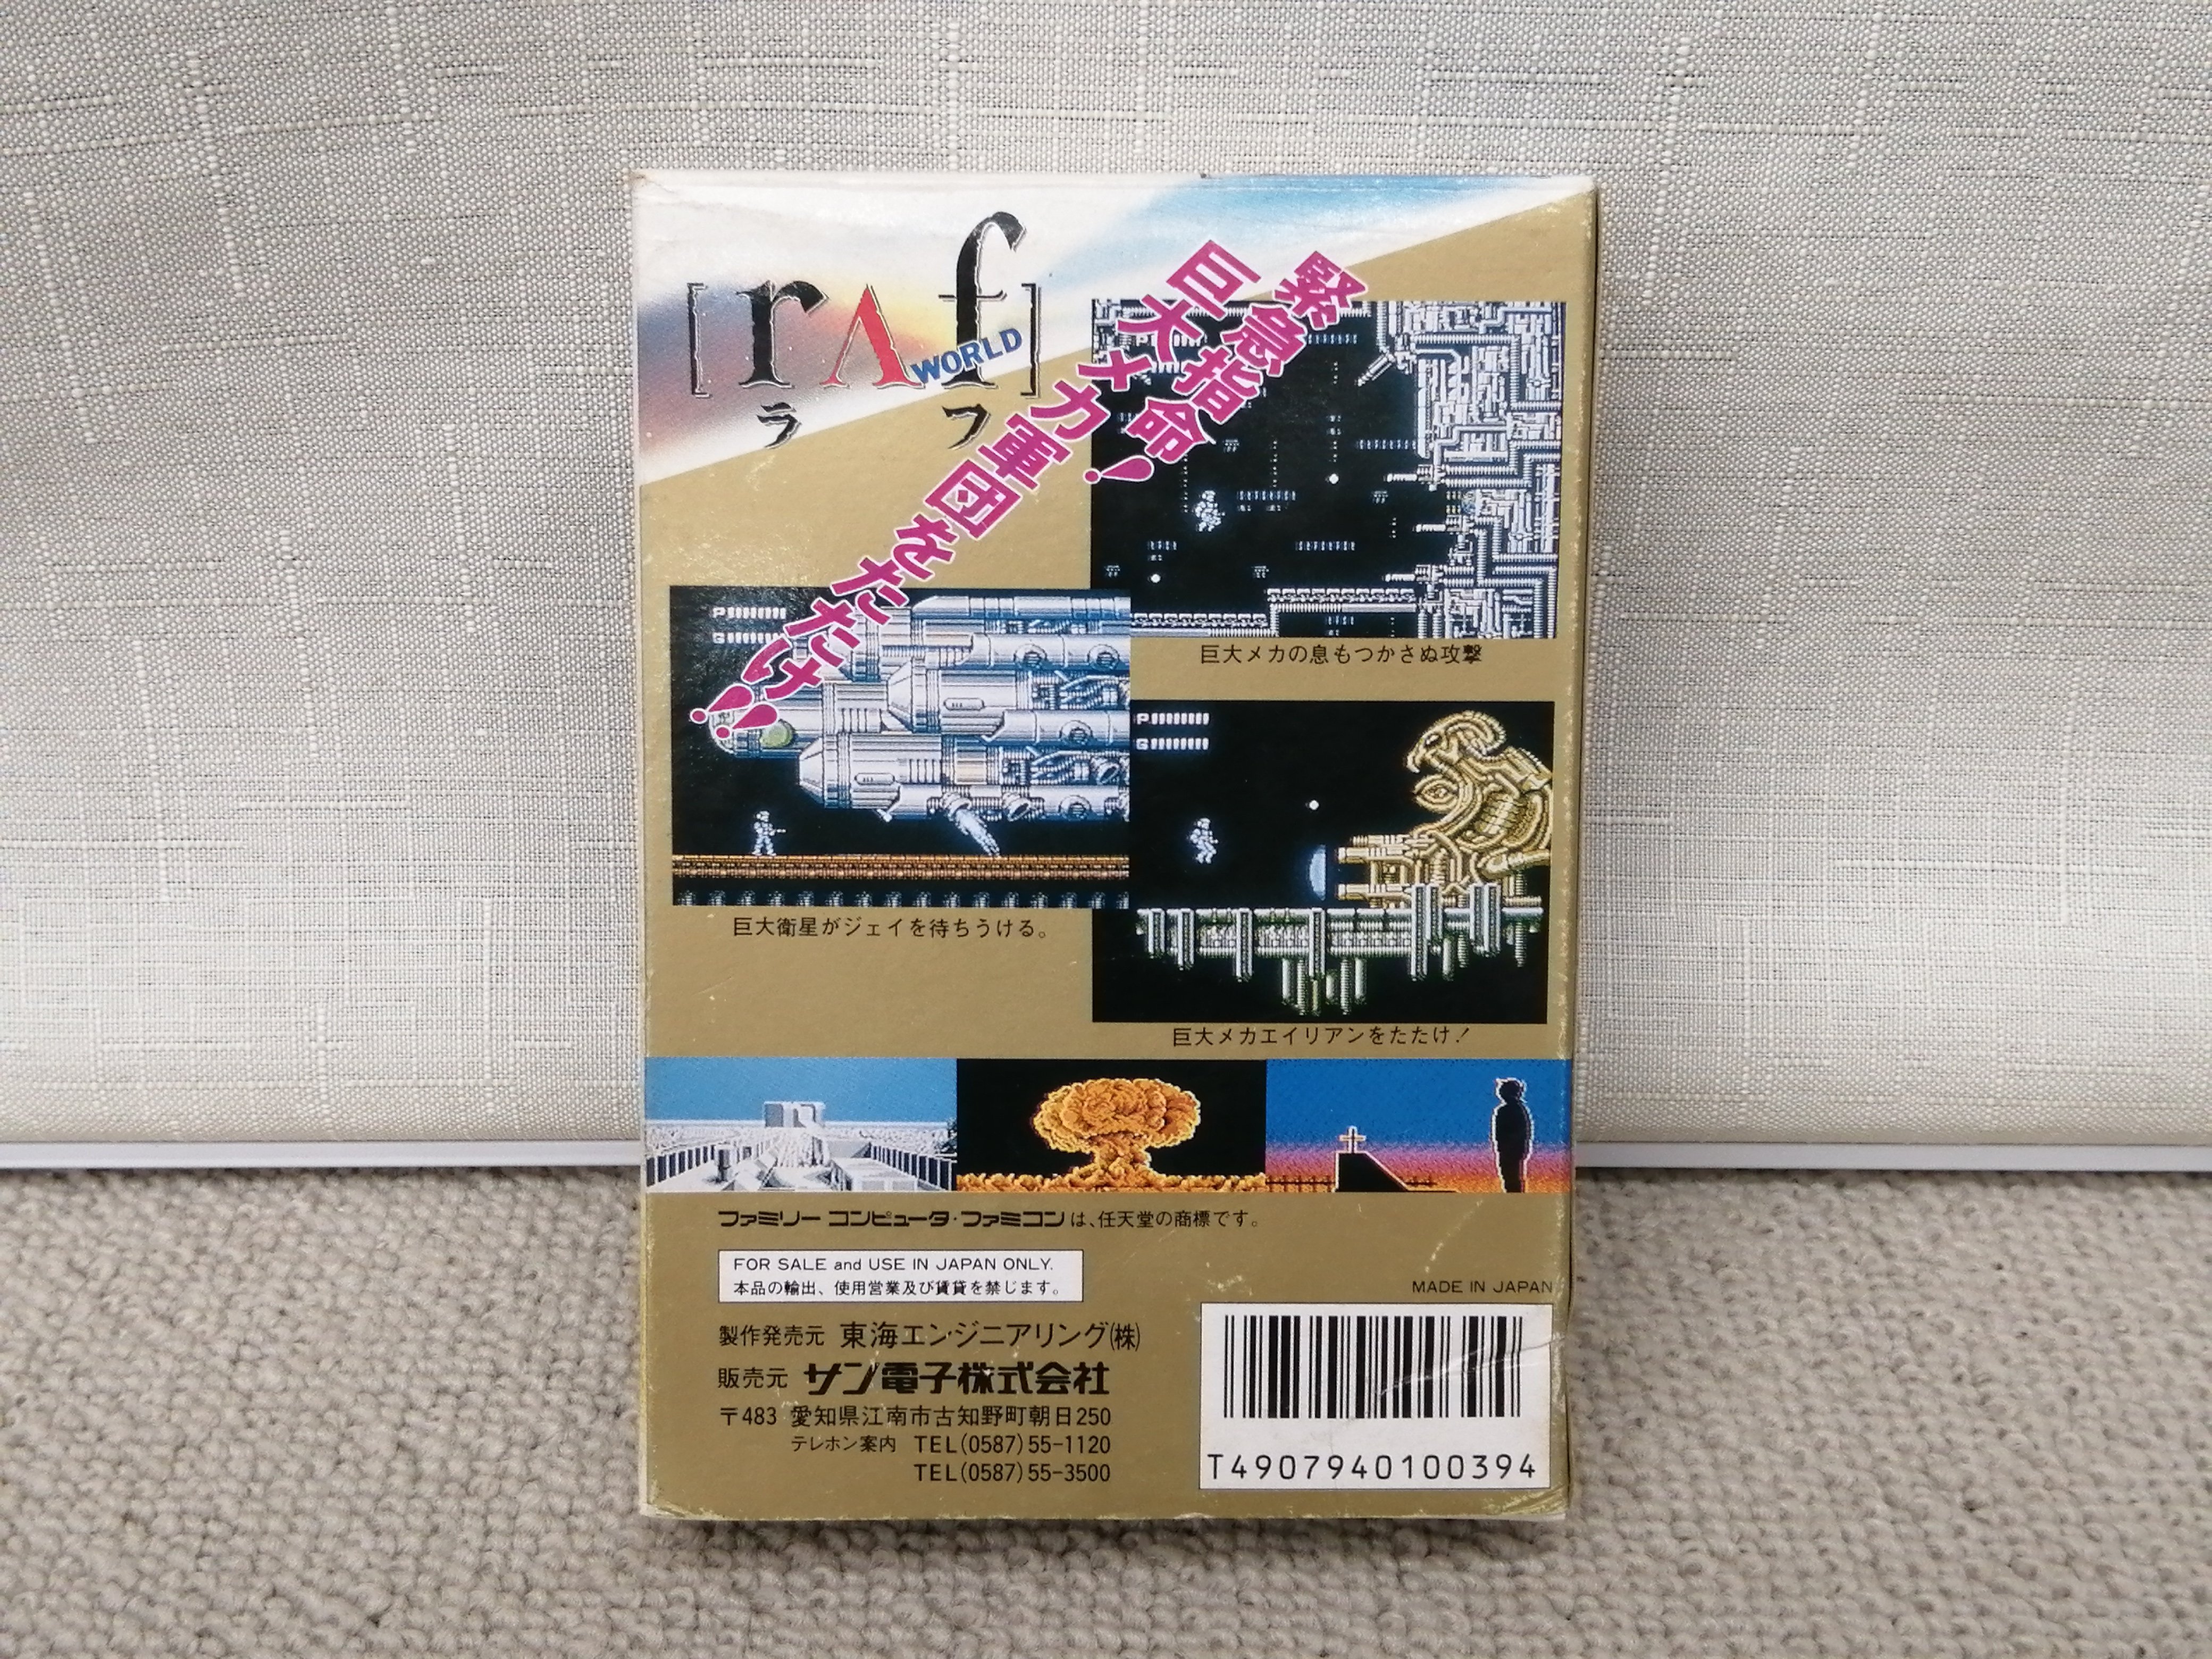 [rΛf]
WORLD
ラフ
緊急指命!
巨大メカ軍団をたたけ!!
巨大メカの息もつかさぬ攻撃
P
G
巨大衛星がジェイを待ちうける。
P
G
巨大メカエイリアンをたたけ!
ファミリーコンピュータ・ファミコンは、任天堂の商標です。
FOR SALE and USE IN JAPAN ONLY.
本品の輸出、使用営業及び賃貸を禁じます。
MADE IN JAPAN
製作発売元 東海エンジニアリング(株)
販売元 サン電子株式会社
〒483 愛知県江南市古知野町朝日250
テレホン案内 TEL(0587)55-1120
TEL(0587)55-3500
T4907940100394